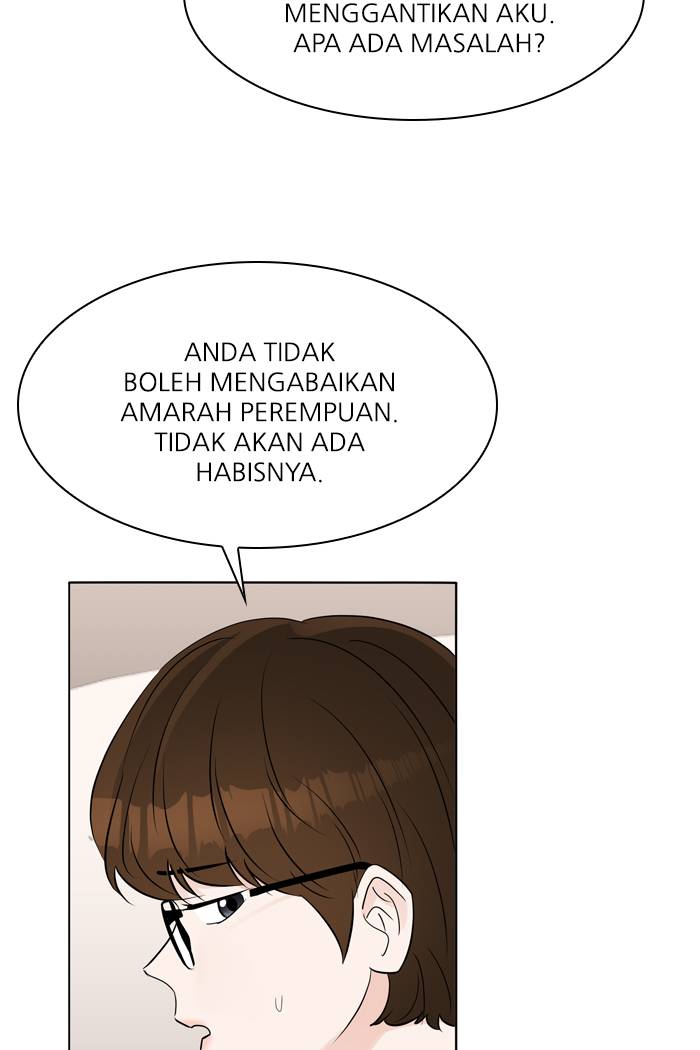 MENGGANTIKAN AKU.
APA ADA MASALAH?
ANDA TIDAK
BOLEH MENGABAIKAN
AMARAH PEREMPUAN.
TIDAK AKAN ADA
HABISNYA.